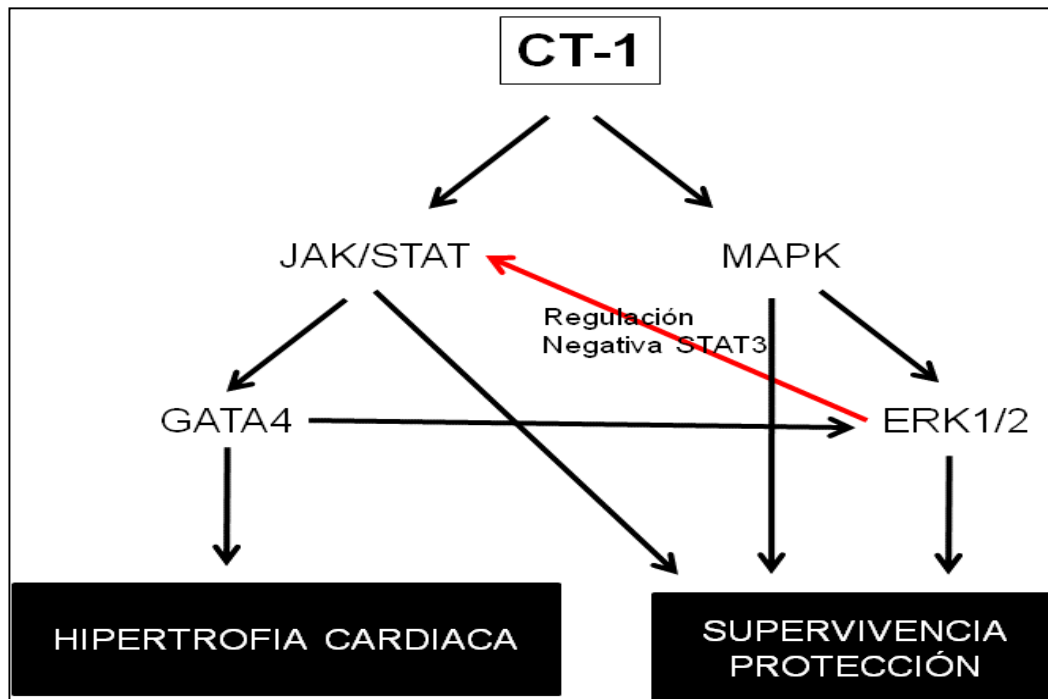 CT-1
JAK/STAT
MAPK
Regulación
Negativa STAT3
GATA4
ERK1/2
HIPERTROFIA CARDIACA
SUPERVIVENCIA
PROTECCIÓN